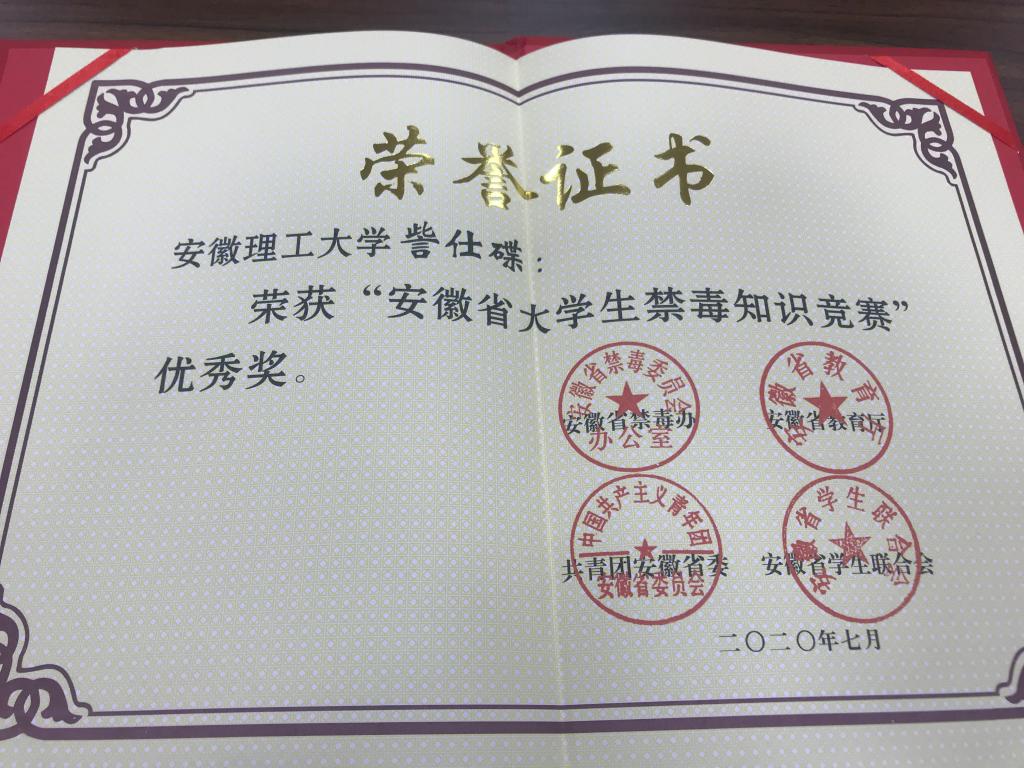 荣誉证书
安徽理工大学 訾仕碟：
荣获“安徽省大学生禁毒知识竞赛”
优秀奖。
安徽省禁毒委员会
安徽省禁毒办
办公室
安徽省教育厅
安徽省教育厅
中国共产主义青年团
共青团安徽省委
安徽省委员会
安徽省学生联合会
安徽省学生联合会
二〇二〇年七月